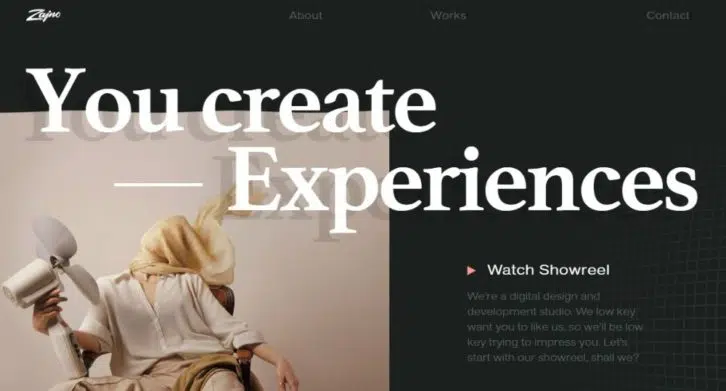 Zajno
About
Works
Contact
You create
— Experiences
Watch Showreel
We're a digital design and
development studio. We low key
want you to like us, so we'll be low
key trying to impress you. Let's
start with our showreel, shall we?